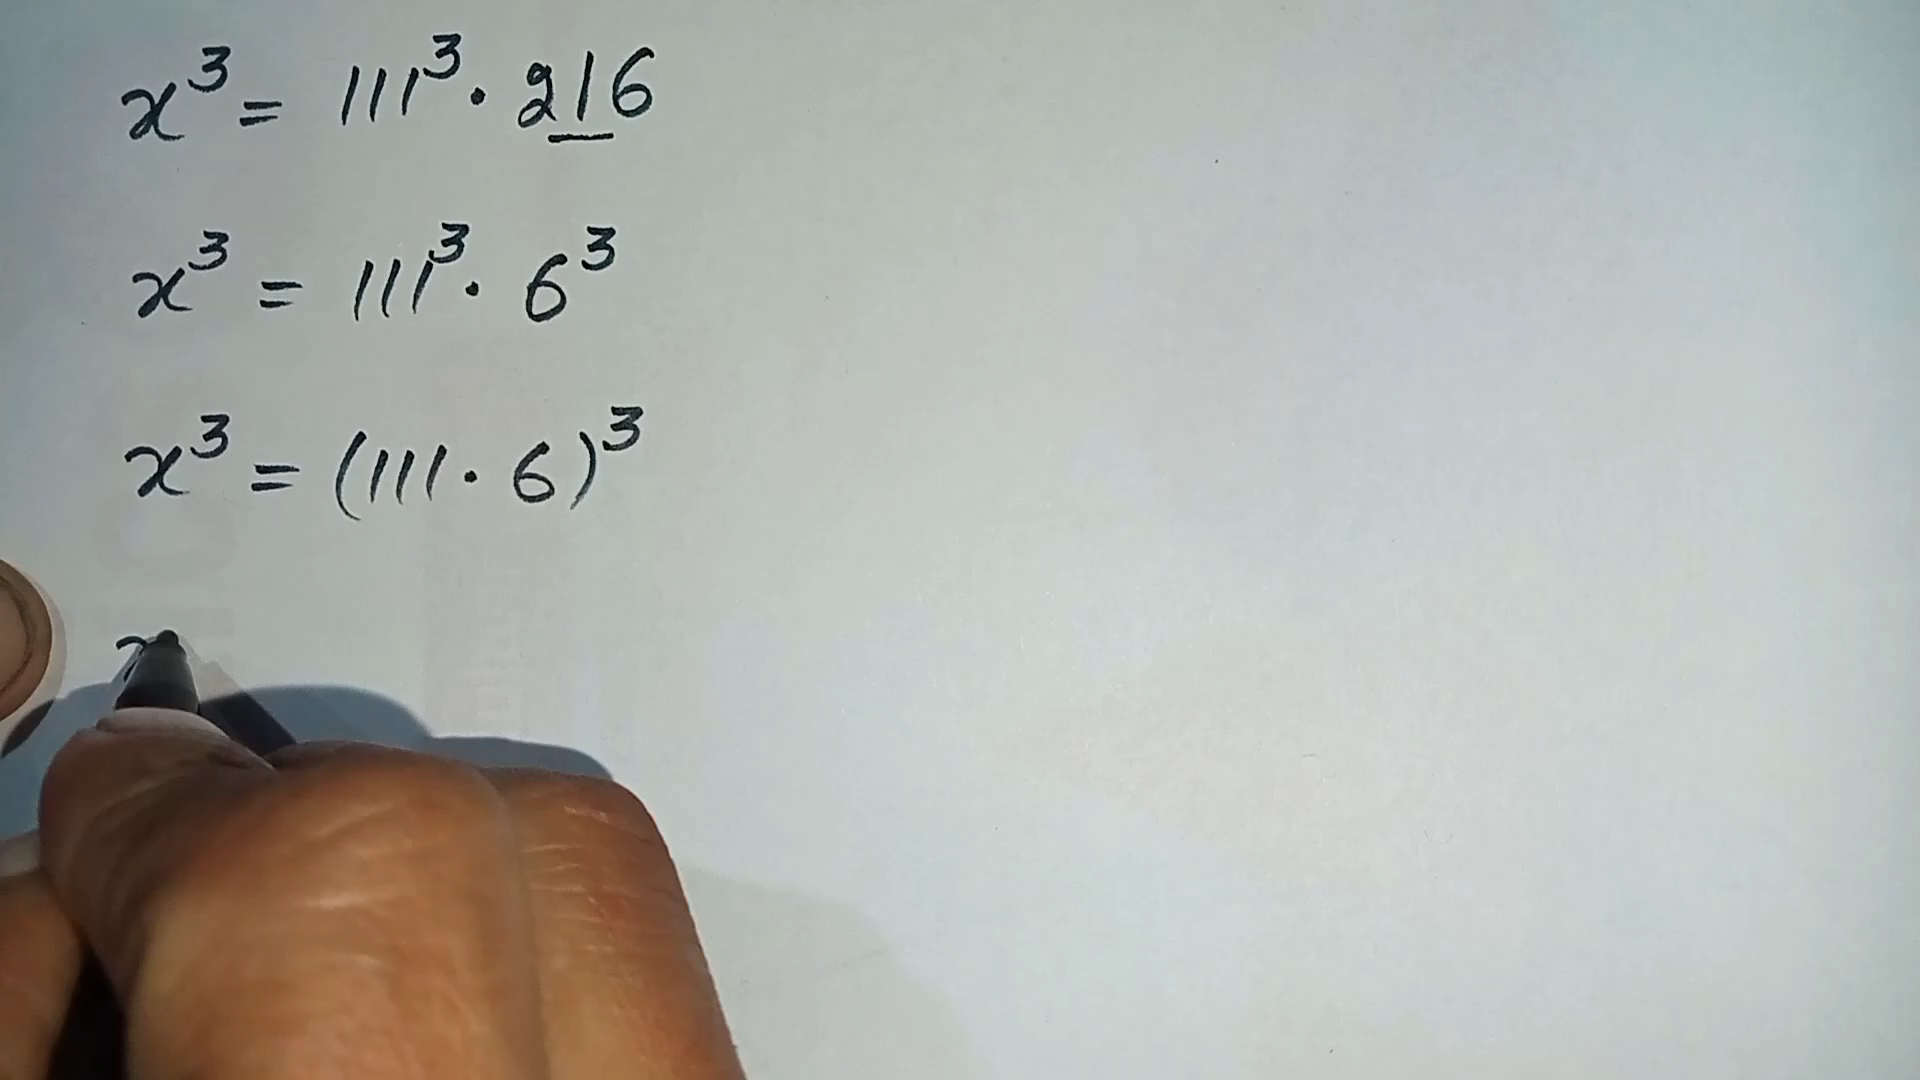 x³ = 111³ · 216
x³ = 111³ · 6³
x³ = (111 · 6)³
x